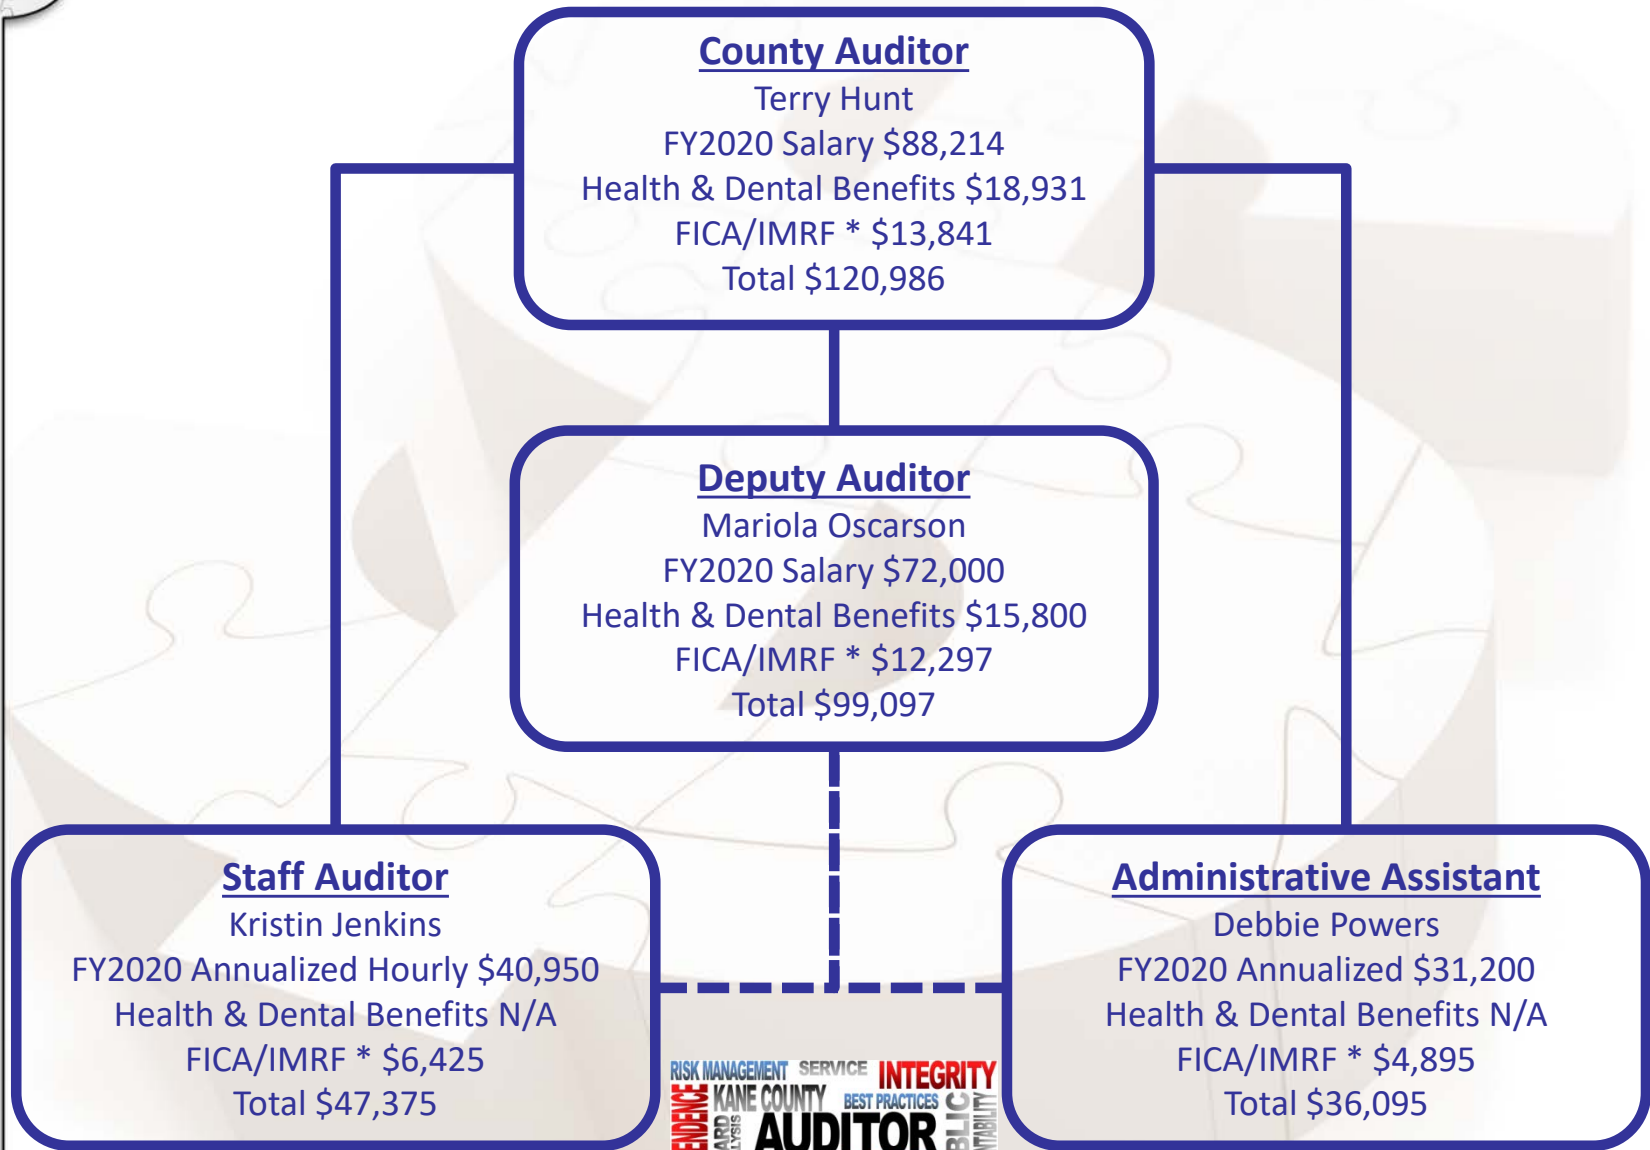 County Auditor
Terry Hunt
FY2020 Salary $88,214
Health & Dental Benefits $18,931
FICA/IMRF * $13,841
Total $120,986
Deputy Auditor
Mariola Oscarson
FY2020 Salary $72,000
Health & Dental Benefits $15,800
FICA/IMRF * $12,297
Total $99,097
Staff Auditor
Kristin Jenkins
FY2020 Annualized Hourly $40,950
Health & Dental Benefits N/A
FICA/IMRF * $6,425
Total $47,375
Administrative Assistant
Debbie Powers
FY2020 Annualized $31,200
Health & Dental Benefits N/A
FICA/IMRF * $4,895
Total $36,095
RISK MANAGEMENT SERVICE INTEGRITY
KANE COUNTY BEST PRACTICES
AUDITOR